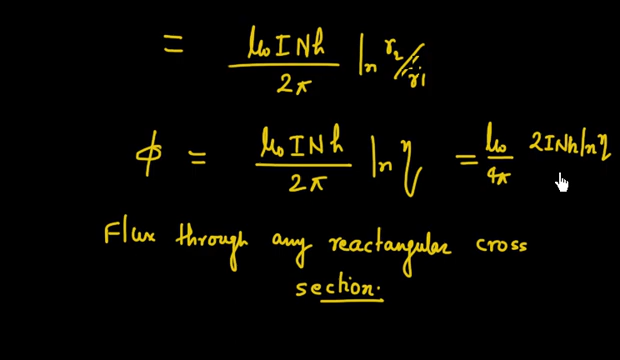 = μ₀INh/2π ln r₂/r₁
ϕ = μ₀INh/2π ln η = μ₀/4π 2INh ln η
Flux through any reactangular cross
section.